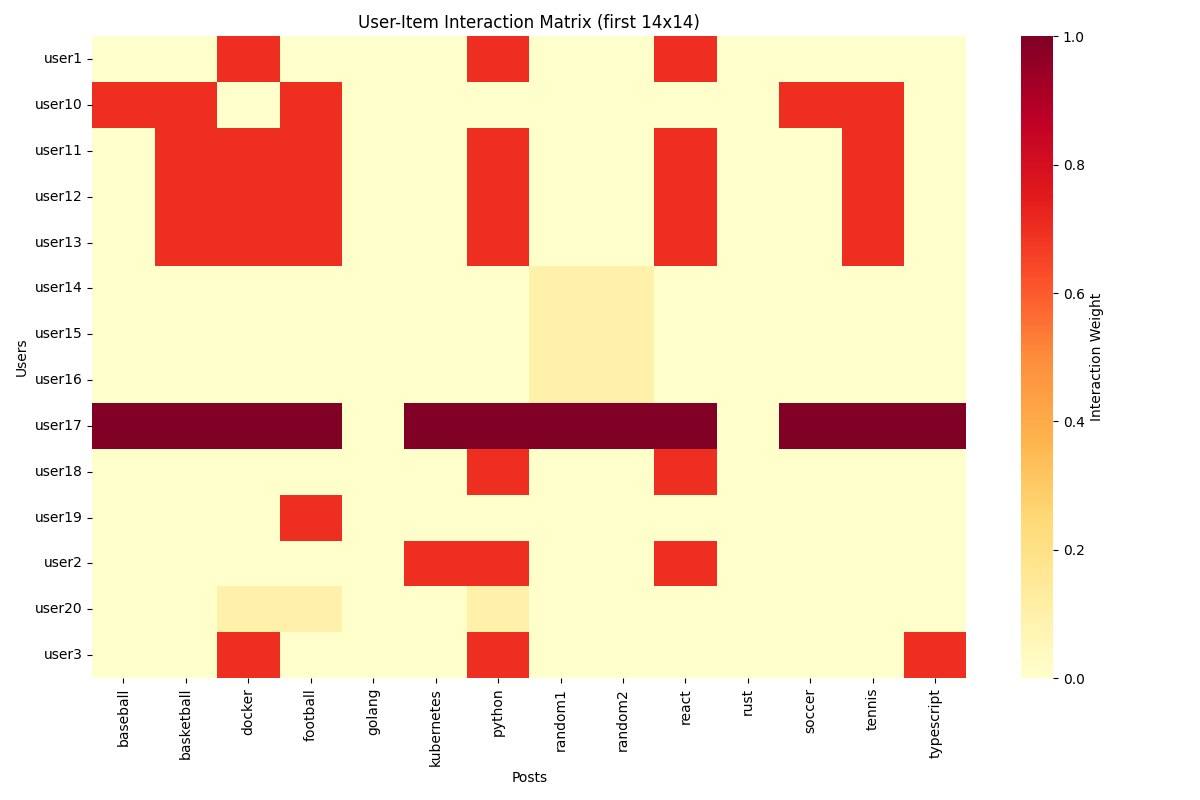 User-Item Interaction Matrix (first 14x14)
user1
user10
user11
user12
user13
user14
user15
user16
user17
user18
user19
user2
user20
user3
Users
baseball
basketball
docker
football
golang
kubernetes
python
random1
random2
react
rust
soccer
tennis
typescript
Posts
1.0
0.8
0.6
0.4
0.2
0.0
Interaction Weight